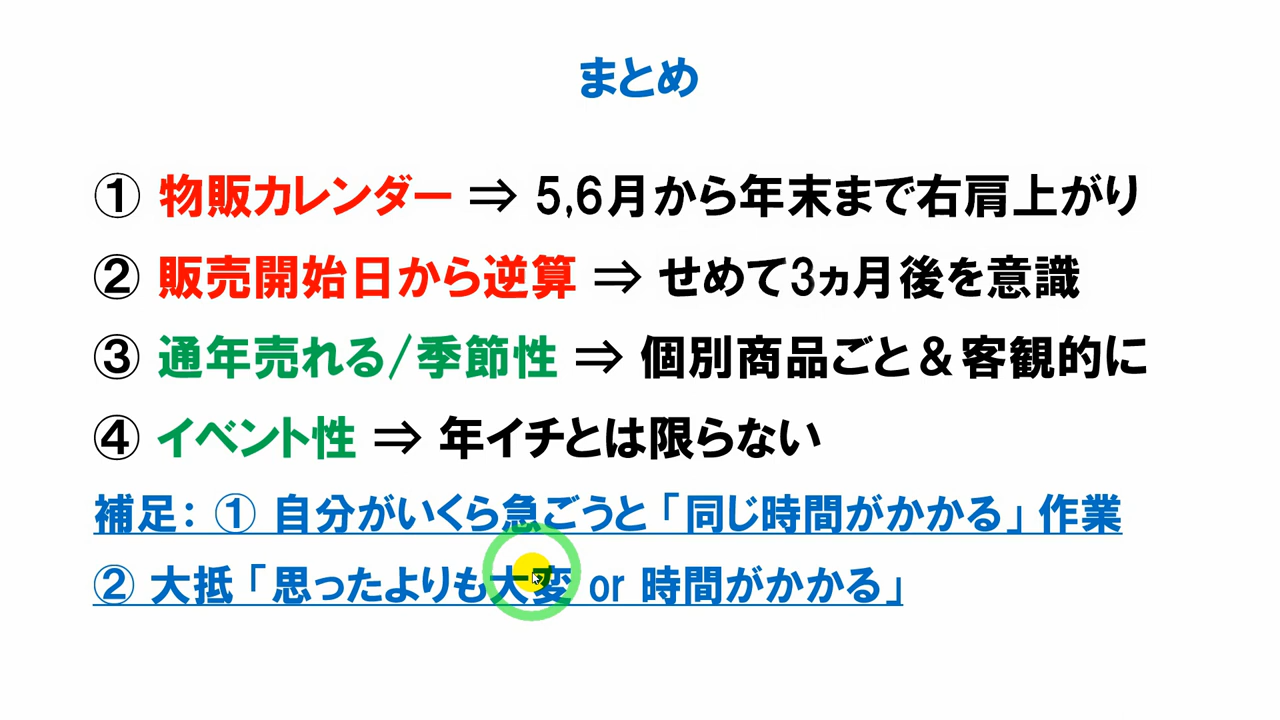 まとめ
① 物販カレンダー ⇒ 5,6月から年末まで右肩上がり
② 販売開始日から逆算 ⇒ せめて3ヵ月後を意識
③ 通年売れる/季節性 ⇒ 個別商品ごと＆客観的に
④ イベント性 ⇒ 年イチとは限らない
補足： ① 自分がいくら急ごうと「同じ時間がかかる」作業
② 大抵「思ったよりも大変 or 時間がかかる」